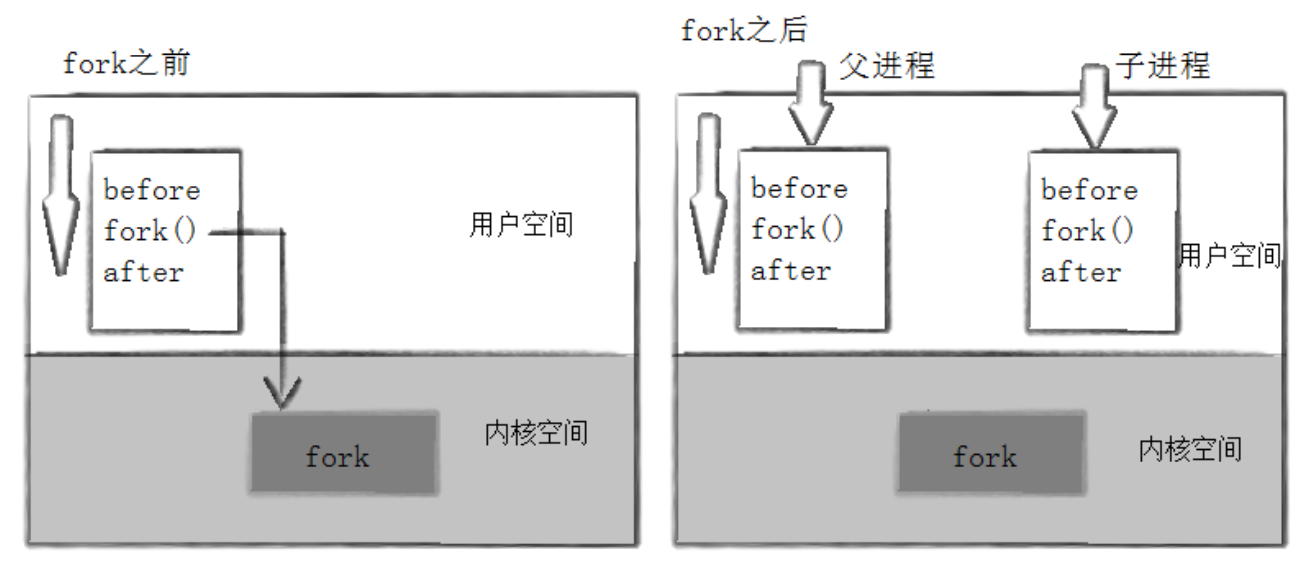 fork之前
before
fork()
after
用户空间
内核空间
fork
fork之后
父进程
子进程
before
fork()
after
before
fork()
after
用户空间
内核空间
fork